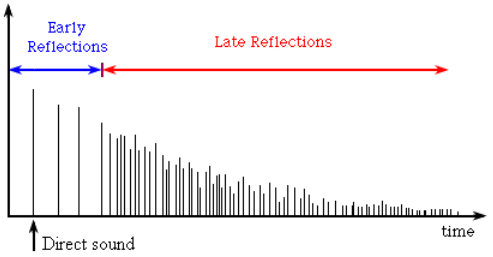 Early
Reflections
Late Reflections
time
Direct sound